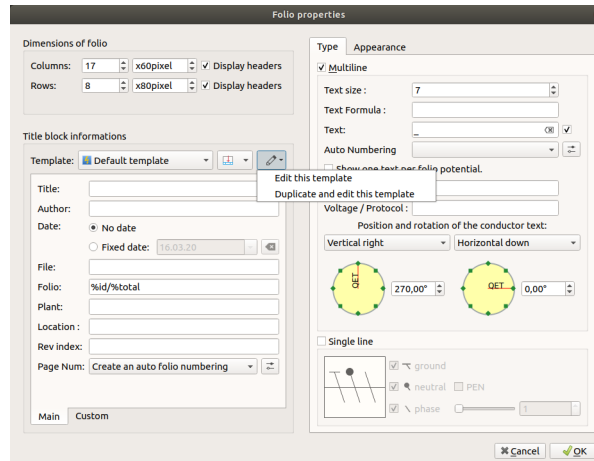 Folio properties
Dimensions of folio
Columns: 17 x60pixel Display headers
Rows: 8 x80pixel Display headers
Title block informations
Template: Default template
Edit this template
Duplicate and edit this template
Title:
Author:
Date: No date
Fixed date: 16.03.20
File:
Folio: %id/%total
Plant:
Location :
Rev index:
Page Num: Create an auto folio numbering
Main Custom
Type Appearance
Multiline
Text size : 7
Text Formula :
Text: _
Auto Numbering
Show one text per folio potential.
Voltage / Protocol :
Position and rotation of the conductor text:
Vertical right Horizontal down
QET 270,00° QET 0,00°
Single line
ground
neutral PEN
phase 1
Cancel OK